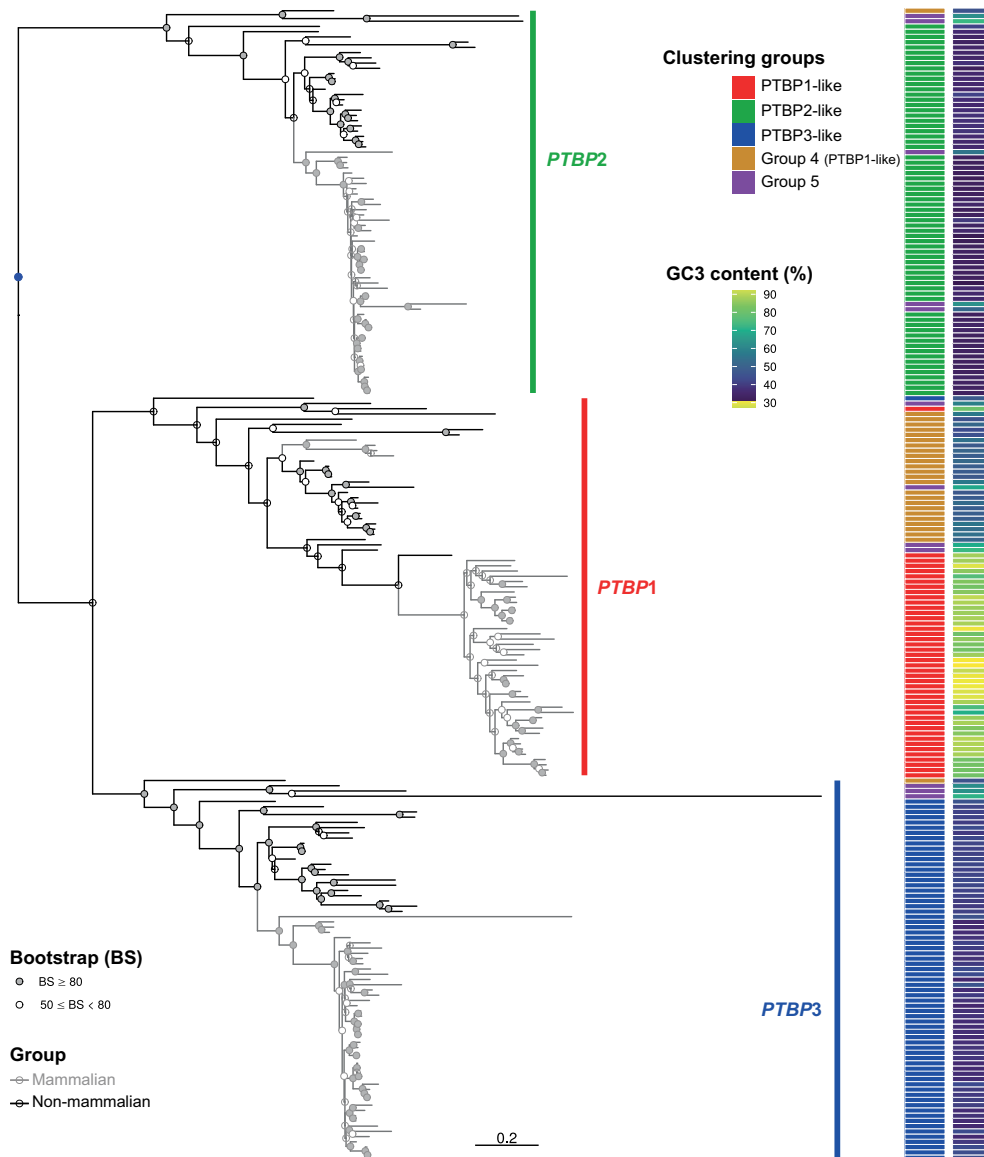 Clustering groups
PTBP1-like
PTBP2-like
PTBP3-like
Group 4 (PTBP1-like)
Group 5
PTBP2
GC3 content (%)
90
80
70
60
50
40
30
PTBP1
PTBP3
Bootstrap (BS)
BS ≥ 80
50 ≤ BS < 80
Group
Mammalian
Non-mammalian
0.2